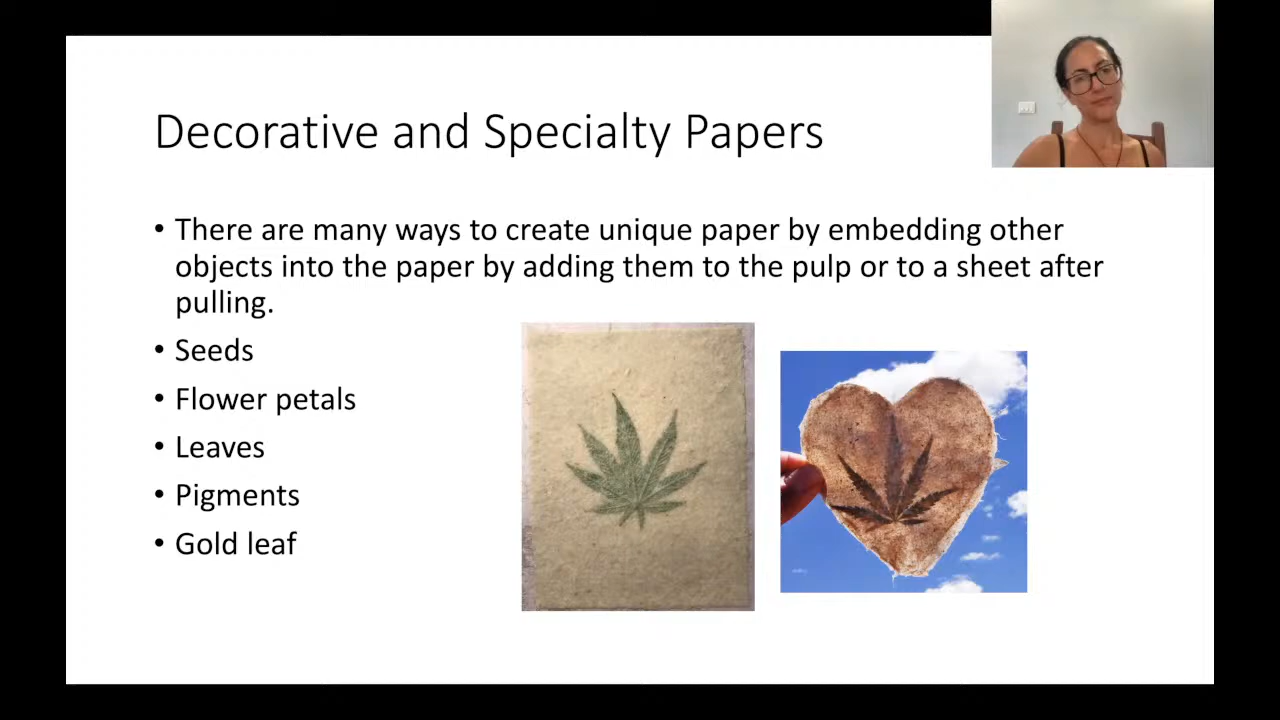 Decorative and Specialty Papers
• There are many ways to create unique paper by embedding other
objects into the paper by adding them to the pulp or to a sheet after
pulling.
• Seeds
• Flower petals
• Leaves
• Pigments
• Gold leaf